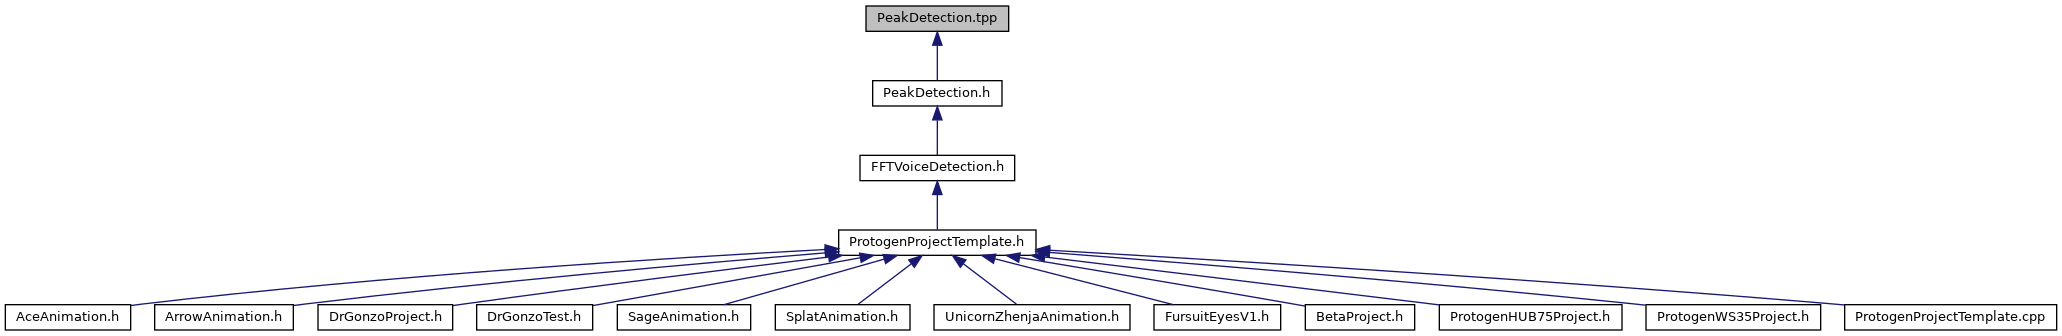 PeakDetection.tpp
PeakDetection.h
FFTVoiceDetection.h
ProtogenProjectTemplate.h
AceAnimation.h
ArrowAnimation.h
DrGonzoProject.h
DrGonzoTest.h
SageAnimation.h
SplatAnimation.h
UnicornZhenjaAnimation.h
FursuitEyesV1.h
BetaProject.h
ProtogenHUB75Project.h
ProtogenWS35Project.h
ProtogenProjectTemplate.cpp